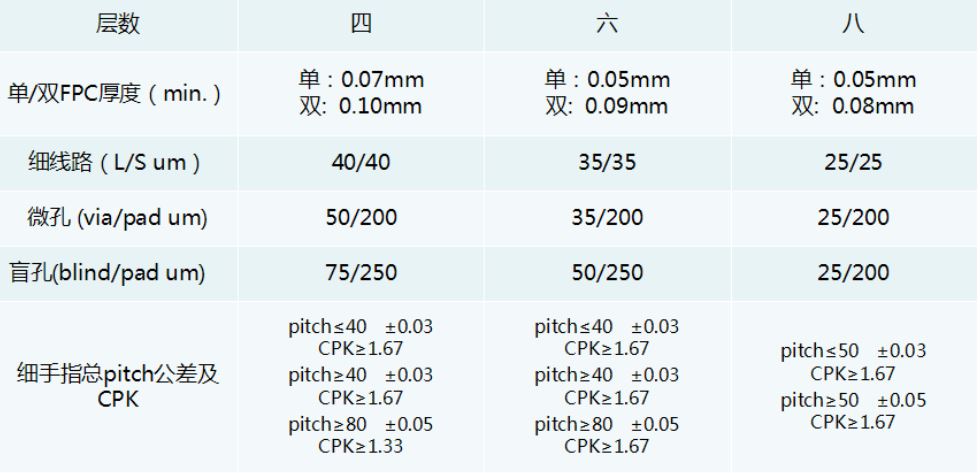 层数 四 六 八
单/双FPC厚度（min.） 单：0.07mm 双: 0.10mm 单：0.05mm 双: 0.09mm 单：0.05mm 双: 0.08mm
细线路（L/S um） 40/40 35/35 25/25
微孔 (via/pad um) 50/200 35/200 25/200
盲孔(blind/pad um) 75/250 50/250 25/200
细手指总pitch公差及CPK
pitch≤40 ±0.03
CPK≥1.67
pitch≥40 ±0.03
CPK≥1.67
pitch≥80 ±0.05
CPK≥1.33
pitch≤40 ±0.03
CPK≥1.67
pitch≥40 ±0.03
CPK≥1.67
pitch≥80 ±0.05
CPK≥1.67
pitch≤50 ±0.03
CPK≥1.67
pitch≥50 ±0.05
CPK≥1.67